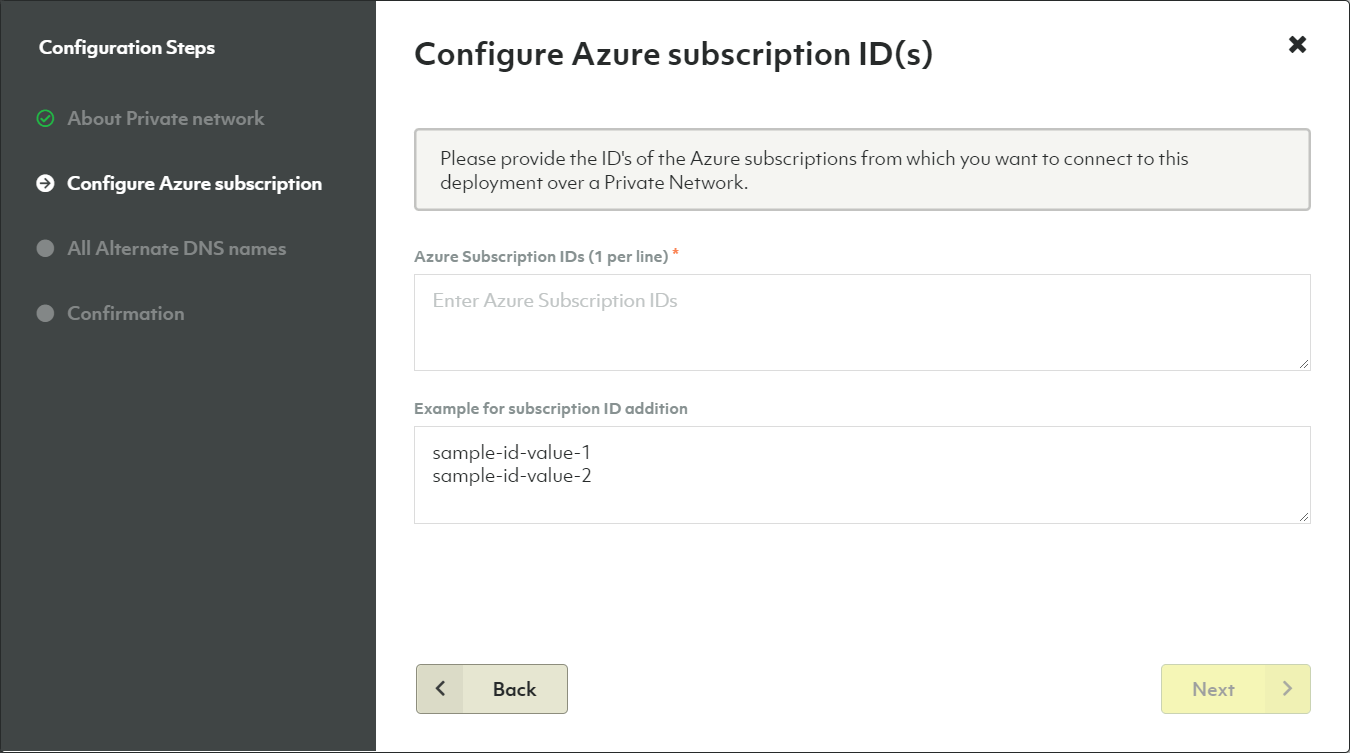 Configuration Steps
About Private network
Configure Azure subscription
All Alternate DNS names
Confirmation
Configure Azure subscription ID(s)
Please provide the ID's of the Azure subscriptions from which you want to connect to this
deployment over a Private Network.
Azure Subscription IDs (1 per line) *
Enter Azure Subscription IDs
Example for subscription ID addition
sample-id-value-1
sample-id-value-2
Back
Next